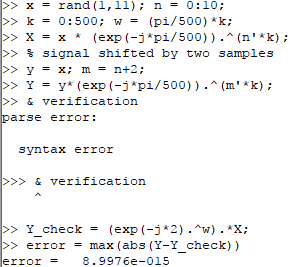 >> x = rand(1,11); n = 0:10;
>> k = 0:500; w = (pi/500)*k;
>> X = x * (exp(-j*pi/500)).^(n'*k);
>> % signal shifted by two samples
>> y = x; m = n+2;
>> Y = y*(exp(-j*pi/500)).^(m'*k);
>> & verification
parse error:
syntax error
>>> & verification
^
>> Y_check = (exp(-j*2).^w).*X;
>> error = max(abs(Y-Y_check))
error = 8.9976e-015